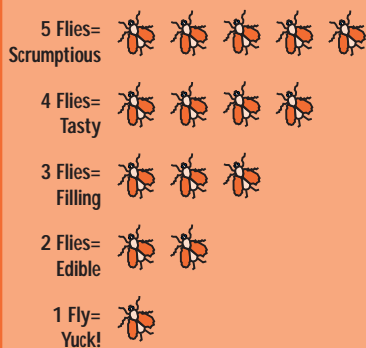 5 Flies=
Scrumptious
4 Flies=
Tasty
3 Flies=
Filling
2 Flies=
Edible
1 Fly=
Yuck!